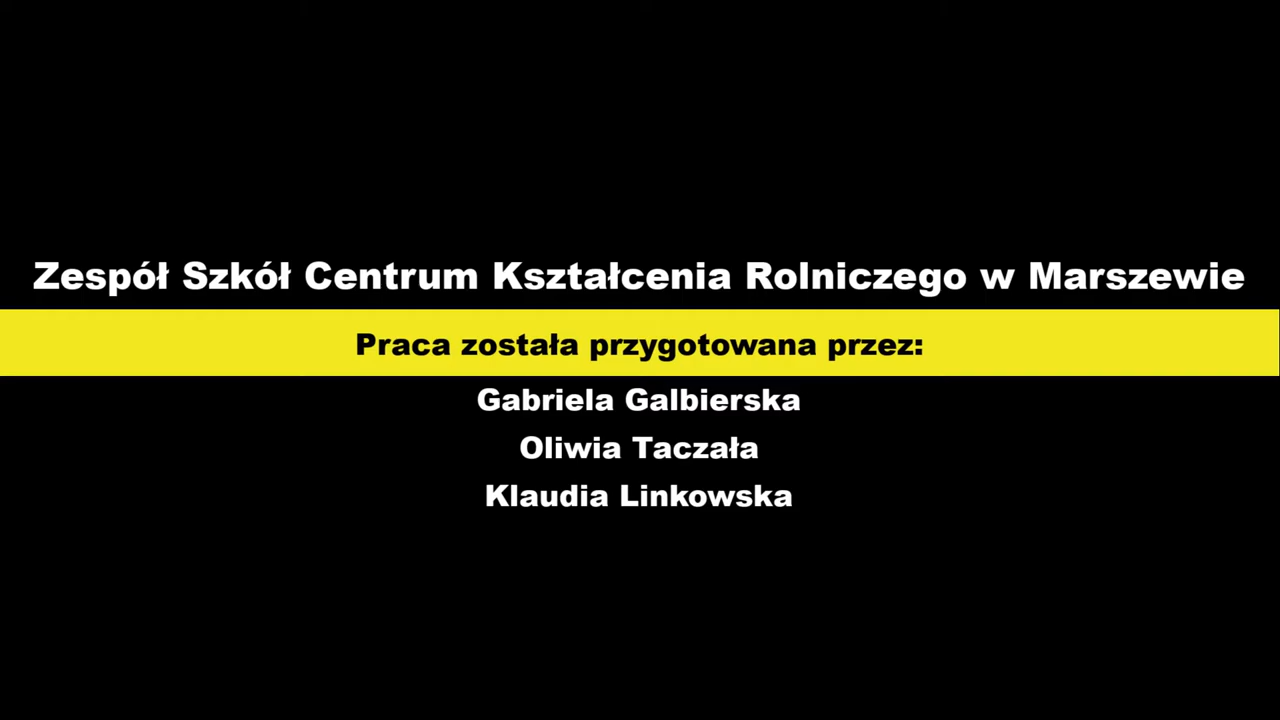 Zespół Szkół Centrum Kształcenia Rolniczego w Marszewie
Praca została przygotowana przez:
Gabriela Galbierska
Oliwia Taczała
Klaudia Linkowska